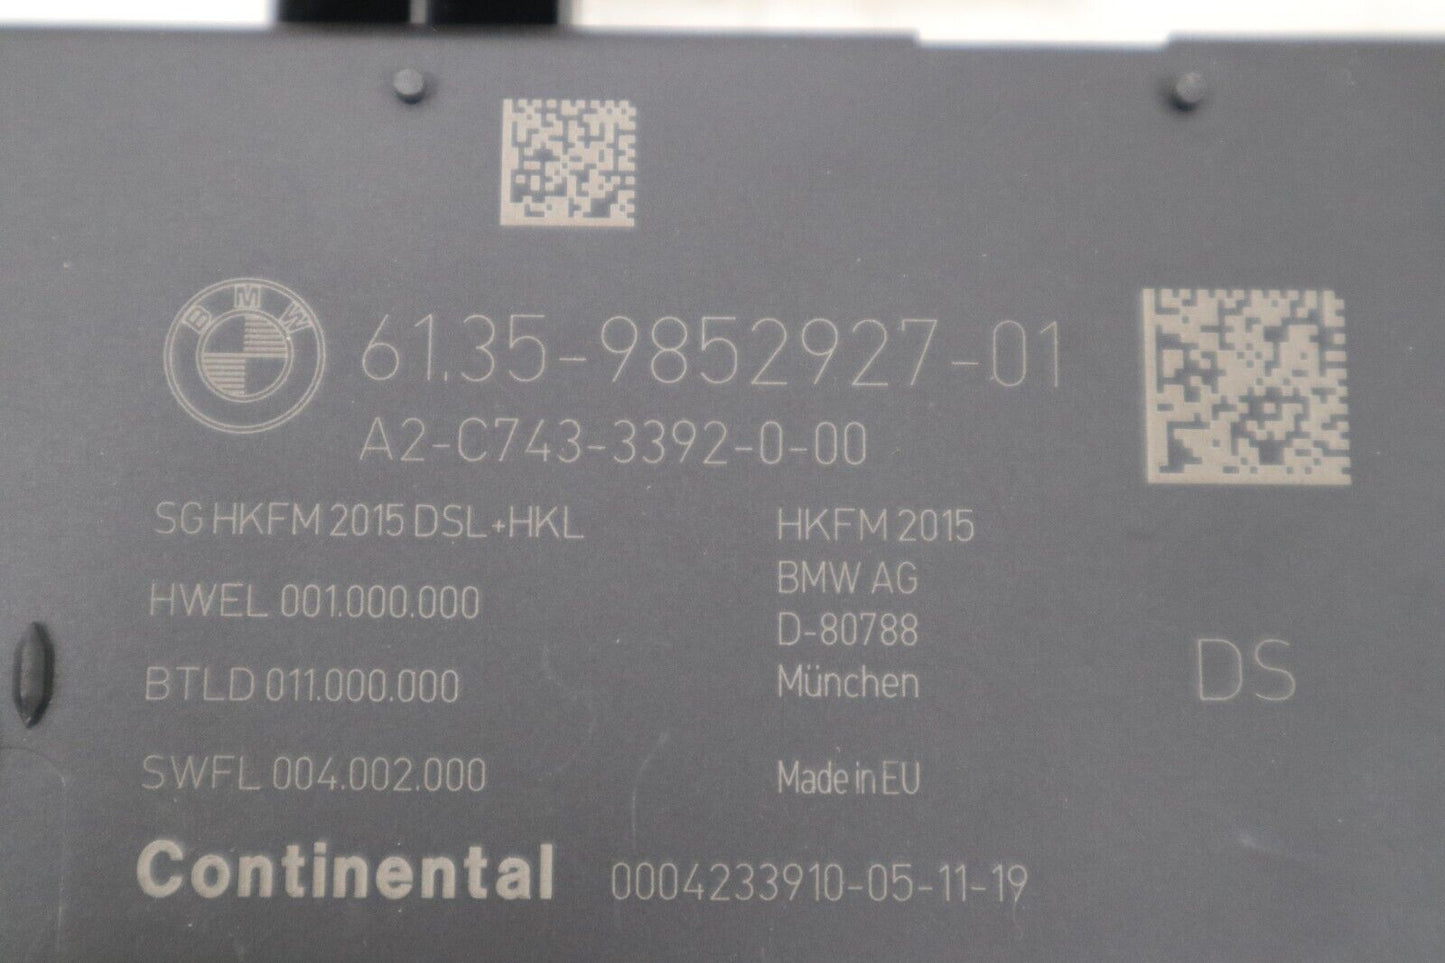 BMW
61.35-9852927-01
A2-C743-3392-0-00
SG HKFM 2015 DSL+HKL
HWEL 001.000.000
BTLD 011.000.000
SWFL 004.002.000
HKFM 2015
BMW AG
D-80788
München
Made in EU
DS
Continental
0004233910-05-11-19